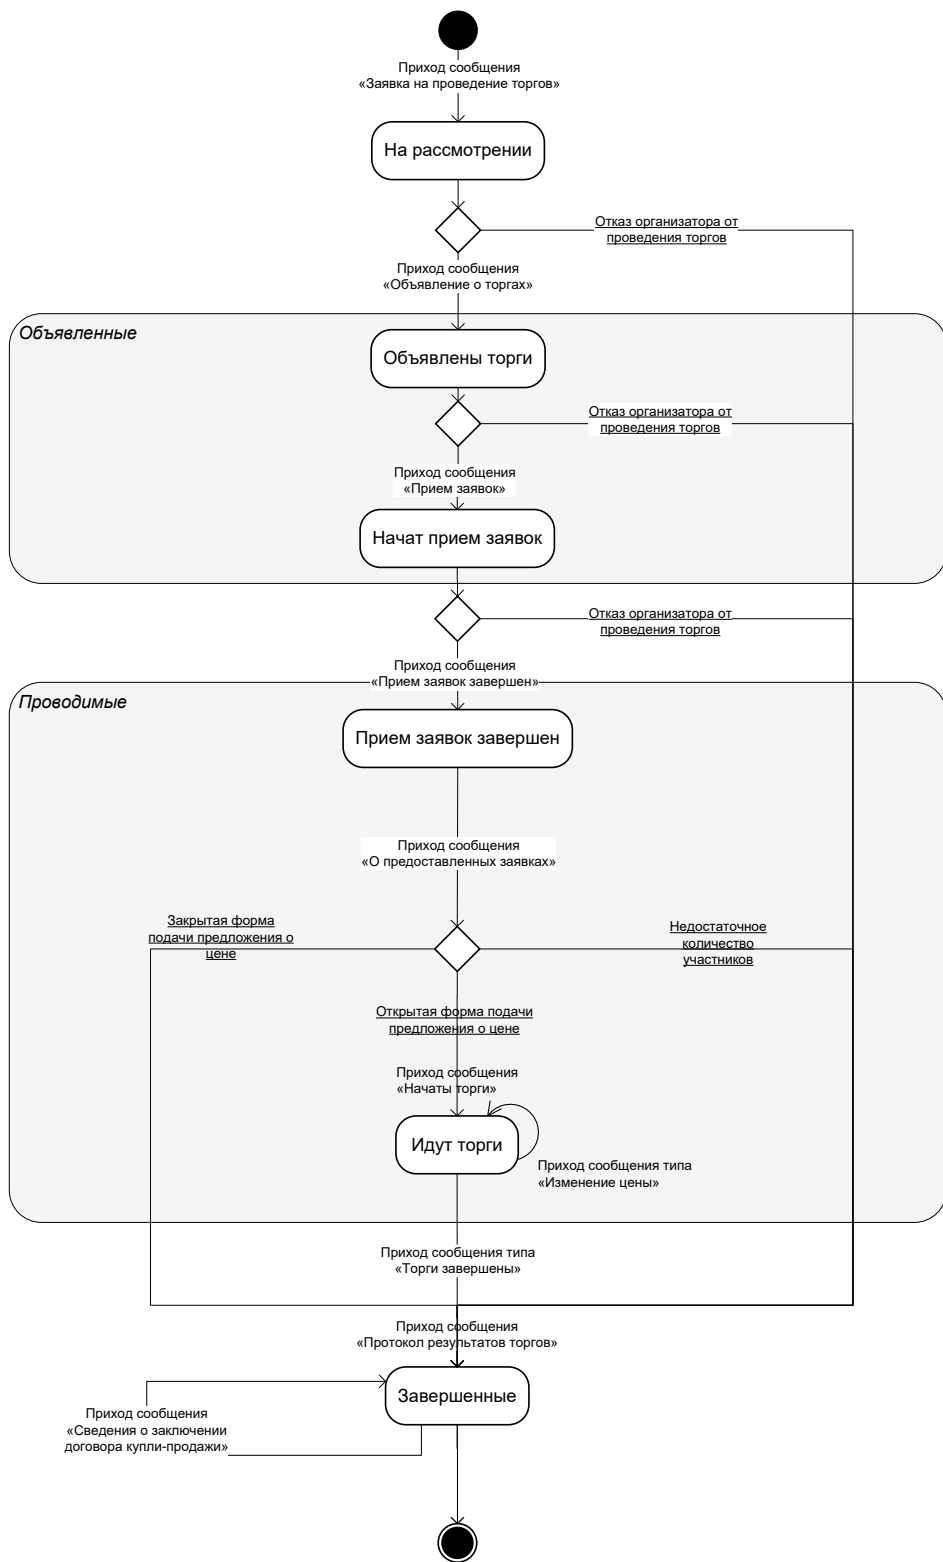 Приход сообщения
«Заявка на проведение торгов»
На рассмотрении
Отказ организатора от
проведения торгов
Приход сообщения
«Объявление о торгах»
Объявленные
Объявлены торги
Отказ организатора от
проведения торгов
Приход сообщения
«Прием заявок»
Начат прием заявок
Отказ организатора от
проведения торгов
Приход сообщения
«Прием заявок завершен»
Проводимые
Прием заявок завершен
Приход сообщения
«О предоставленных заявках»
Закрытая форма
подачи предложения о
цене
Недостаточное
количество
участников
Открытая форма подачи
предложения о цене
Приход сообщения
«Начаты торги»
Идут торги
Приход сообщения типа
«Изменение цены»
Приход сообщения типа
«Торги завершены»
Приход сообщения
«Протокол результатов торгов»
Завершенные
Приход сообщения
«Сведения о заключении
договора купли-продажи»